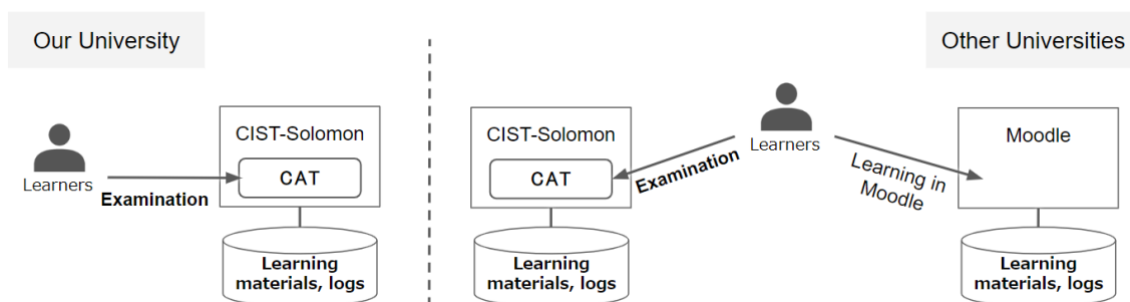 Our University
Other Universities
CIST-Solomon
CAT
Learners
Examination
Learning
materials, logs
CIST-Solomon
CAT
Learners
Examination
Learning in
Moodle
Moodle
Learning
materials, logs
Learning
materials, logs